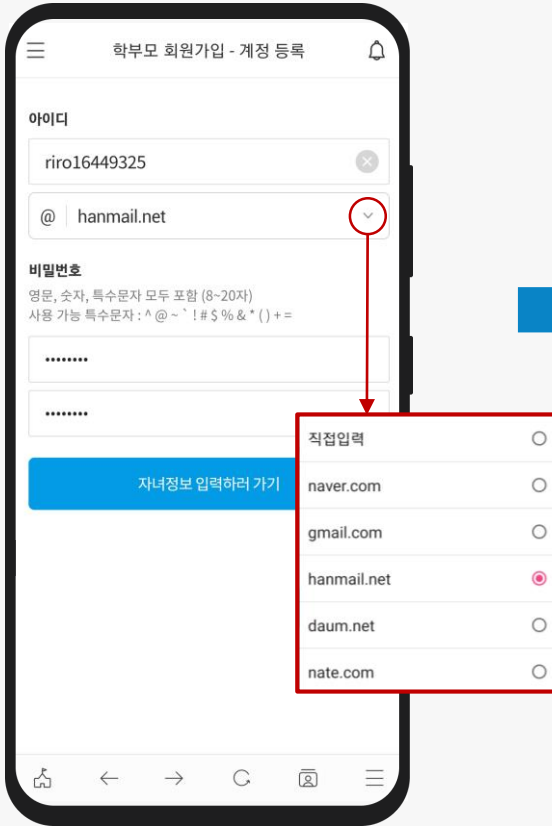 학부모 회원가입 - 계정 등록
아이디
riro16449325
@ hanmail.net
비밀번호
영문, 숫자, 특수문자 모두 포함 (8~20자)
사용 가능 특수문자 : ^ @ ~ ` ! # $ % & * ( ) + =
••••••••
••••••••
자녀정보 입력하러 가기
직접입력
naver.com
gmail.com
hanmail.net
daum.net
nate.com